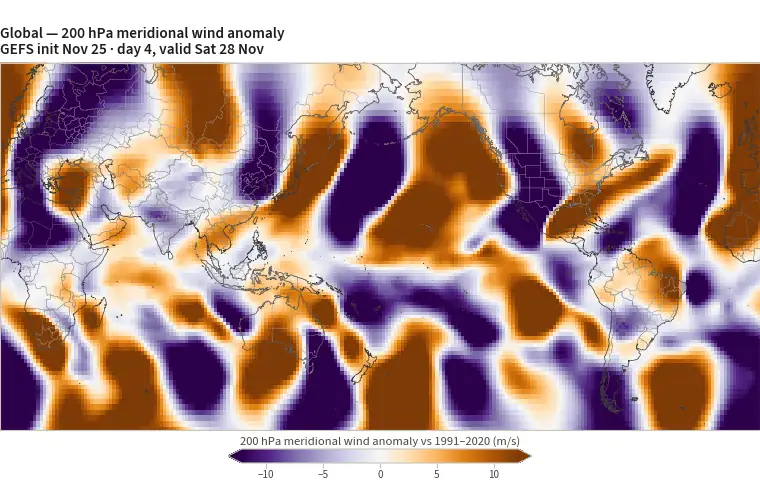 Global — 200 hPa meridional wind anomaly
GEFS init Nov 25 · day 4, valid Sat 28 Nov
200 hPa meridional wind anomaly vs 1991–2020 (m/s)
−10 −5 0 5 10